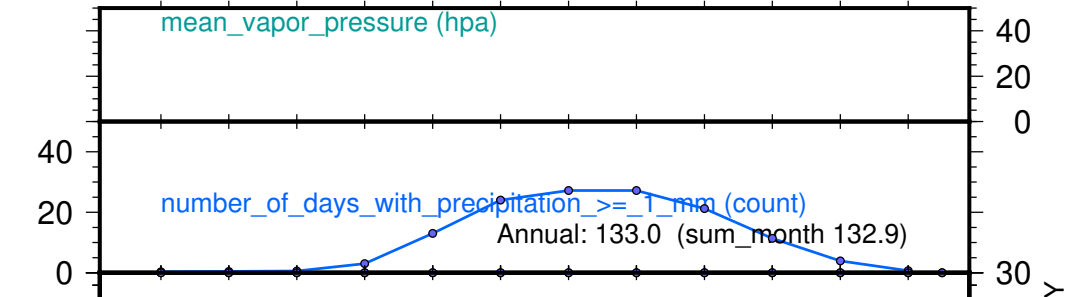 mean_vapor_pressure (hpa)
40
20
0
40
number_of_days_with_precipitation_>=_1_mm (count)
20
Annual: 133.0  (sum_month 132.9)
0
30
Y